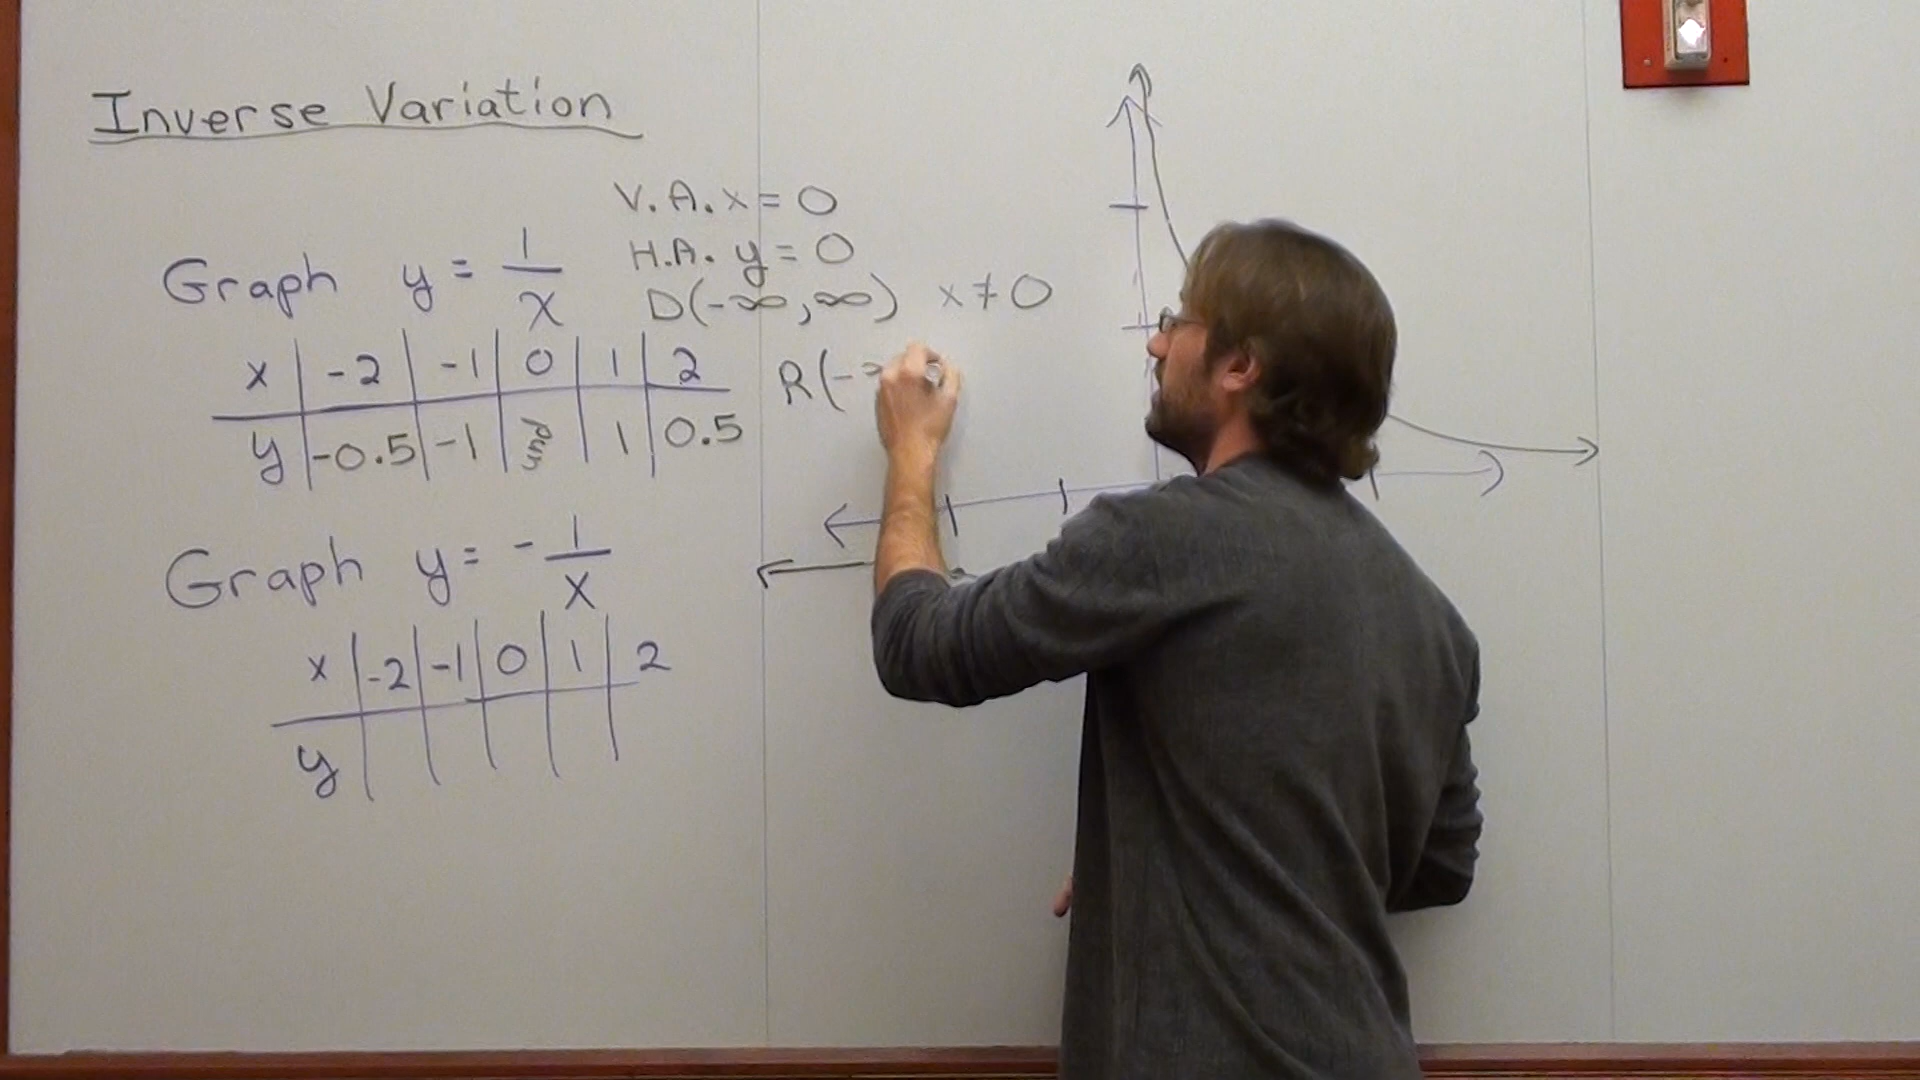 Inverse Variation
V.A. x = 0
H.A. y = 0
Graph y = 1/x
D(-∞, ∞) x ≠ 0
x | -2 | -1 | 0 | 1 | 2
R(-
y | -0.5 | -1 | | 1 | 0.5
Graph y = - 1/x
x | -2 | -1 | 0 | 1 | 2
y